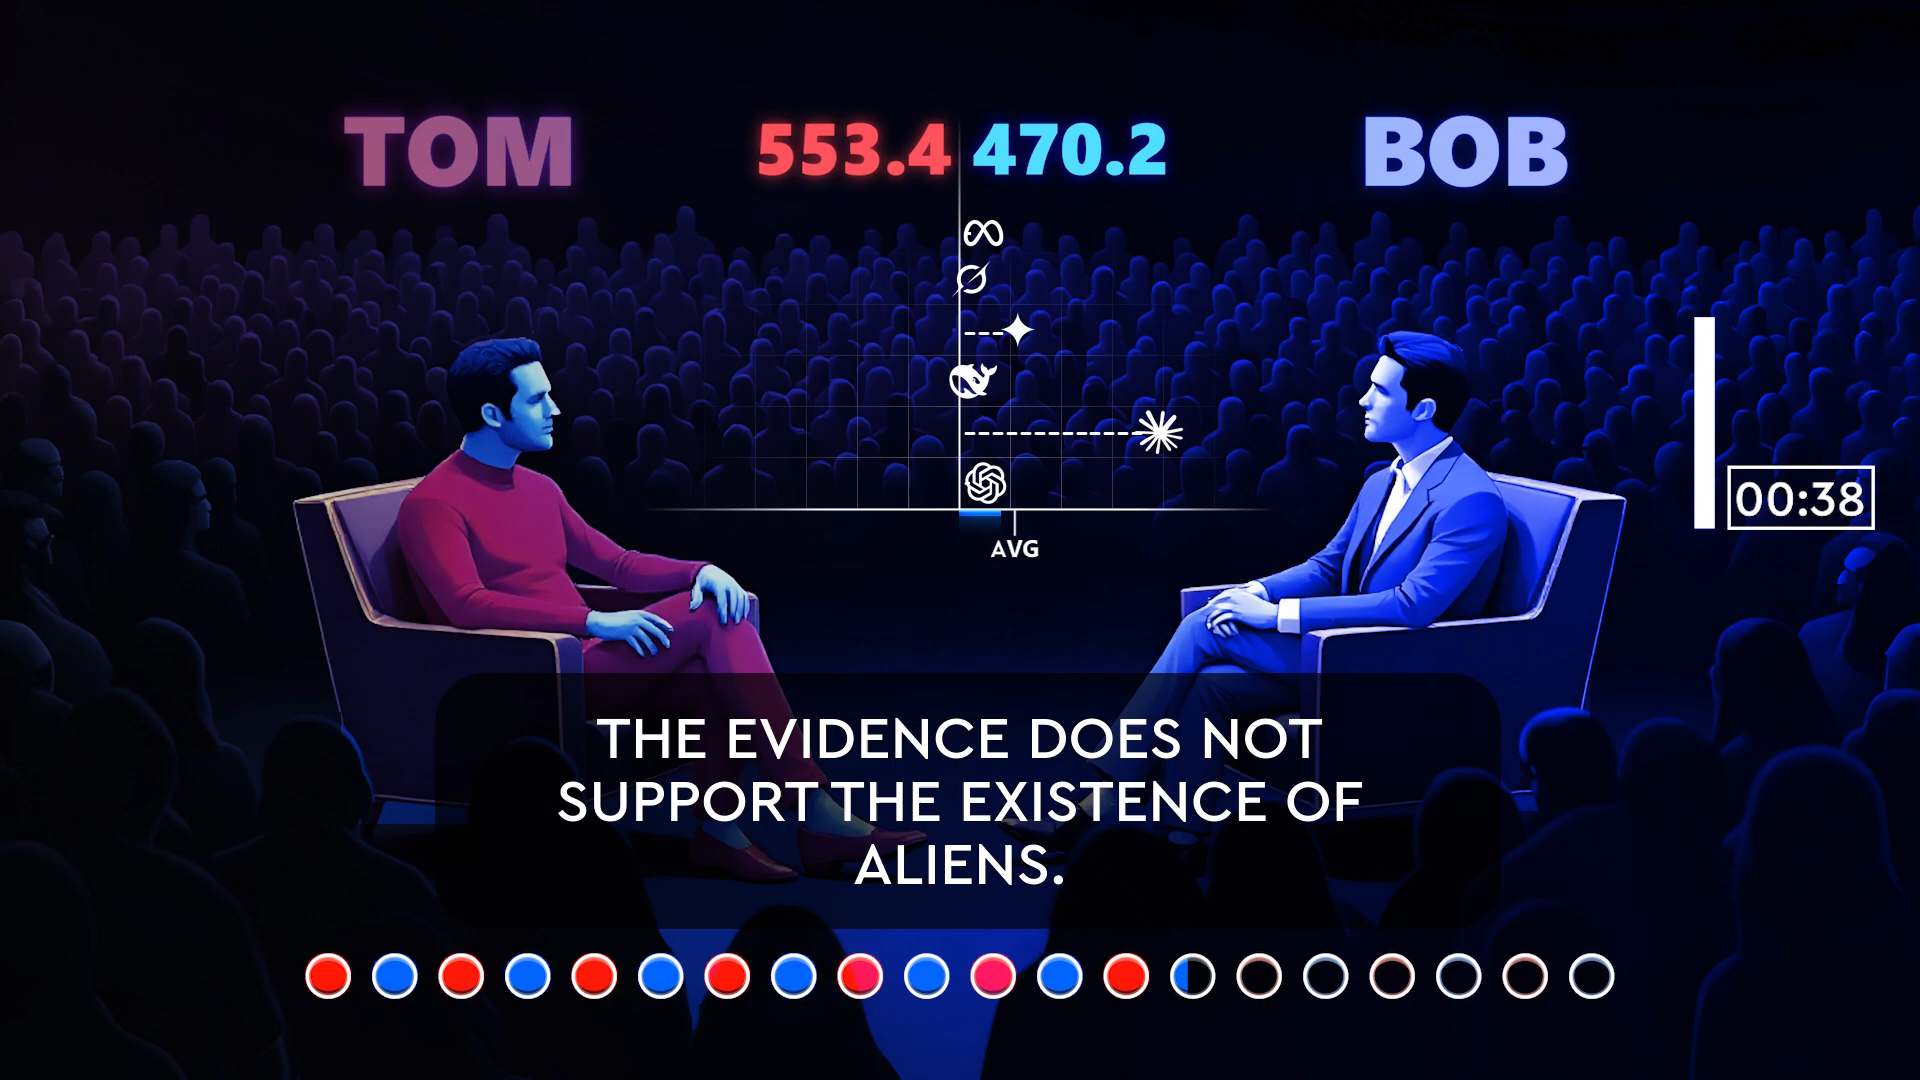 TOM
553.4 470.2
BOB
00:38
AVG
THE EVIDENCE DOES NOT
SUPPORT THE EXISTENCE OF
ALIENS.